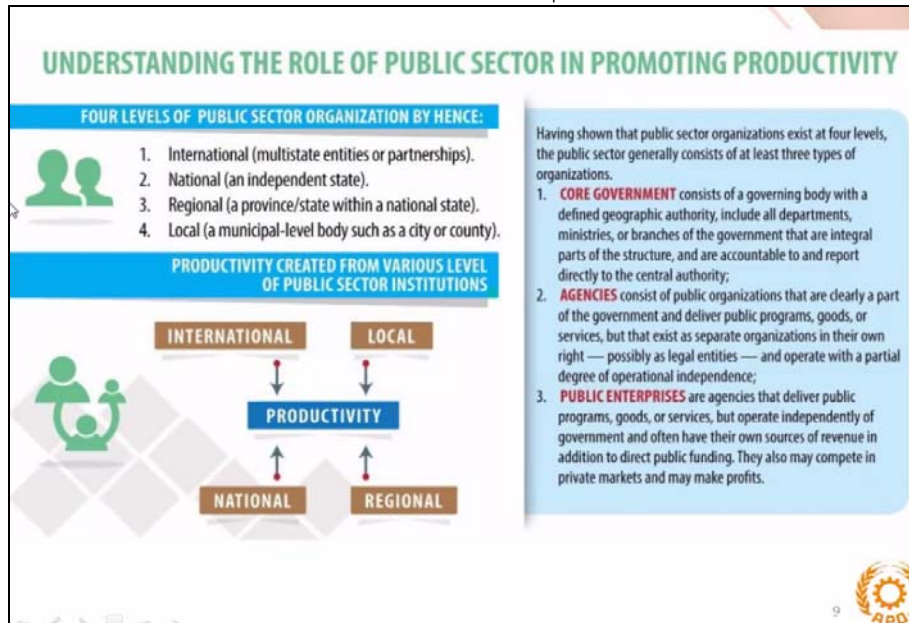 UNDERSTANDING THE ROLE OF PUBLIC SECTOR IN PROMOTING PRODUCTIVITY
FOUR LEVELS OF PUBLIC SECTOR ORGANIZATION BY HENCE:
1. International (multistate entities or partnerships).
2. National (an independent state).
3. Regional (a province/state within a national state).
4. Local (a municipal-level body such as a city or county).
PRODUCTIVITY CREATED FROM VARIOUS LEVEL
OF PUBLIC SECTOR INSTITUTIONS
INTERNATIONAL
LOCAL
PRODUCTIVITY
NATIONAL
REGIONAL
Having shown that public sector organizations exist at four levels,
the public sector generally consists of at least three types of
organizations.
1. CORE GOVERNMENT consists of a governing body with a
defined geographic authority, include all departments,
ministries, or branches of the government that are integral
parts of the structure, and are accountable to and report
directly to the central authority;
2. AGENCIES consist of public organizations that are clearly a part
of the government and deliver public programs, goods, or
services, but that exist as separate organizations in their own
right — possibly as legal entities — and operate with a partial
degree of operational independence;
3. PUBLIC ENTERPRISES are agencies that deliver public
programs, goods, or services, but operate independently of
government and often have their own sources of revenue in
addition to direct public funding. They also may compete in
private markets and may make profits.
9
APO